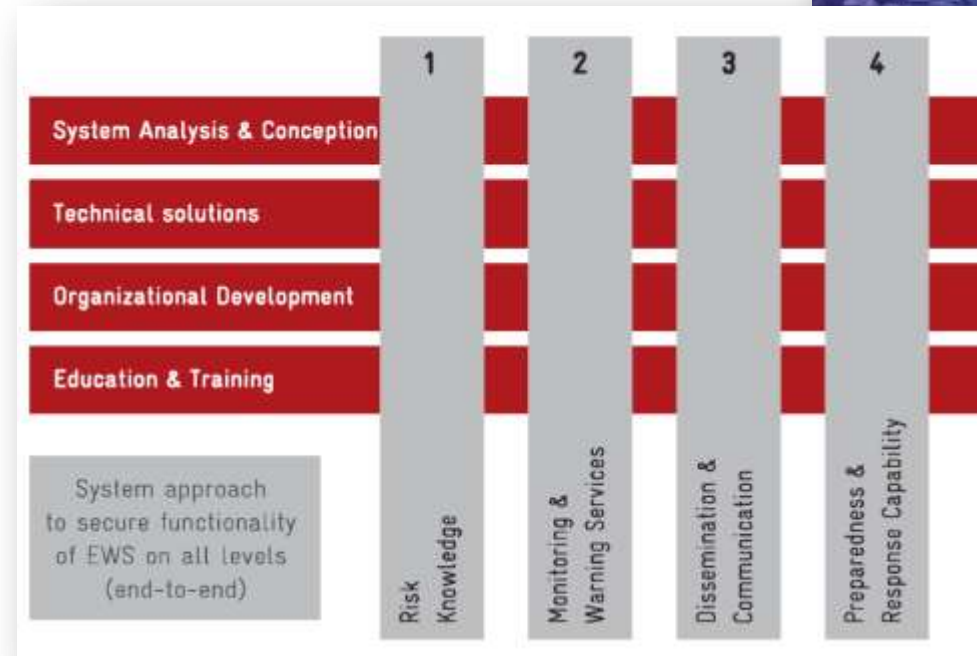 1
2
3
4
System Analysis & Conception
Technical solutions
Organizational Development
Education & Training
System approach
to secure functionality
of EWS on all levels
(end-to-end)
Risk
Knowledge
Monitoring &
Warning Services
Dissemination &
Communication
Preparedness &
Response Capability